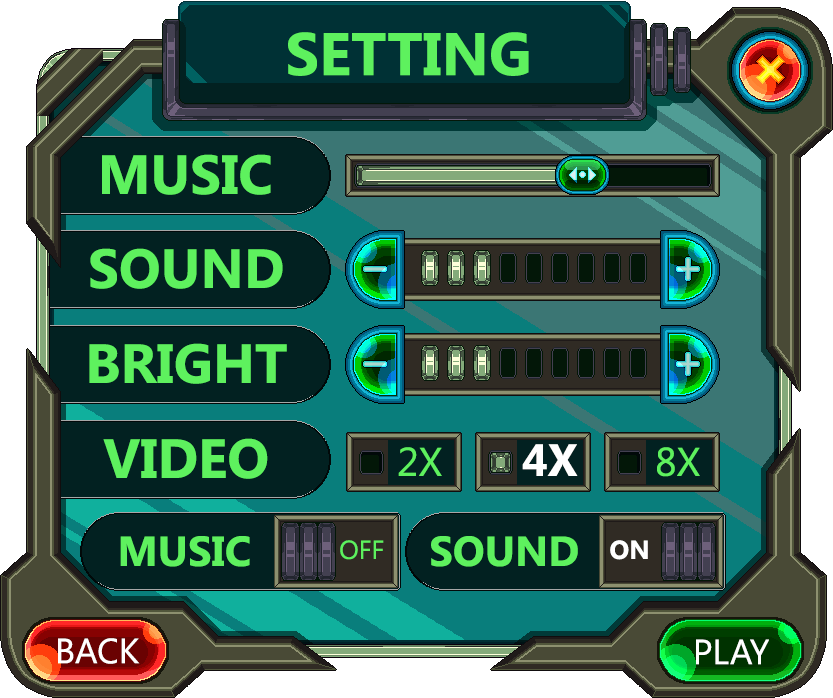 SETTING
MUSIC
SOUND
BRIGHT
VIDEO 2X 4X 8X
MUSIC OFF SOUND ON
BACK PLAY